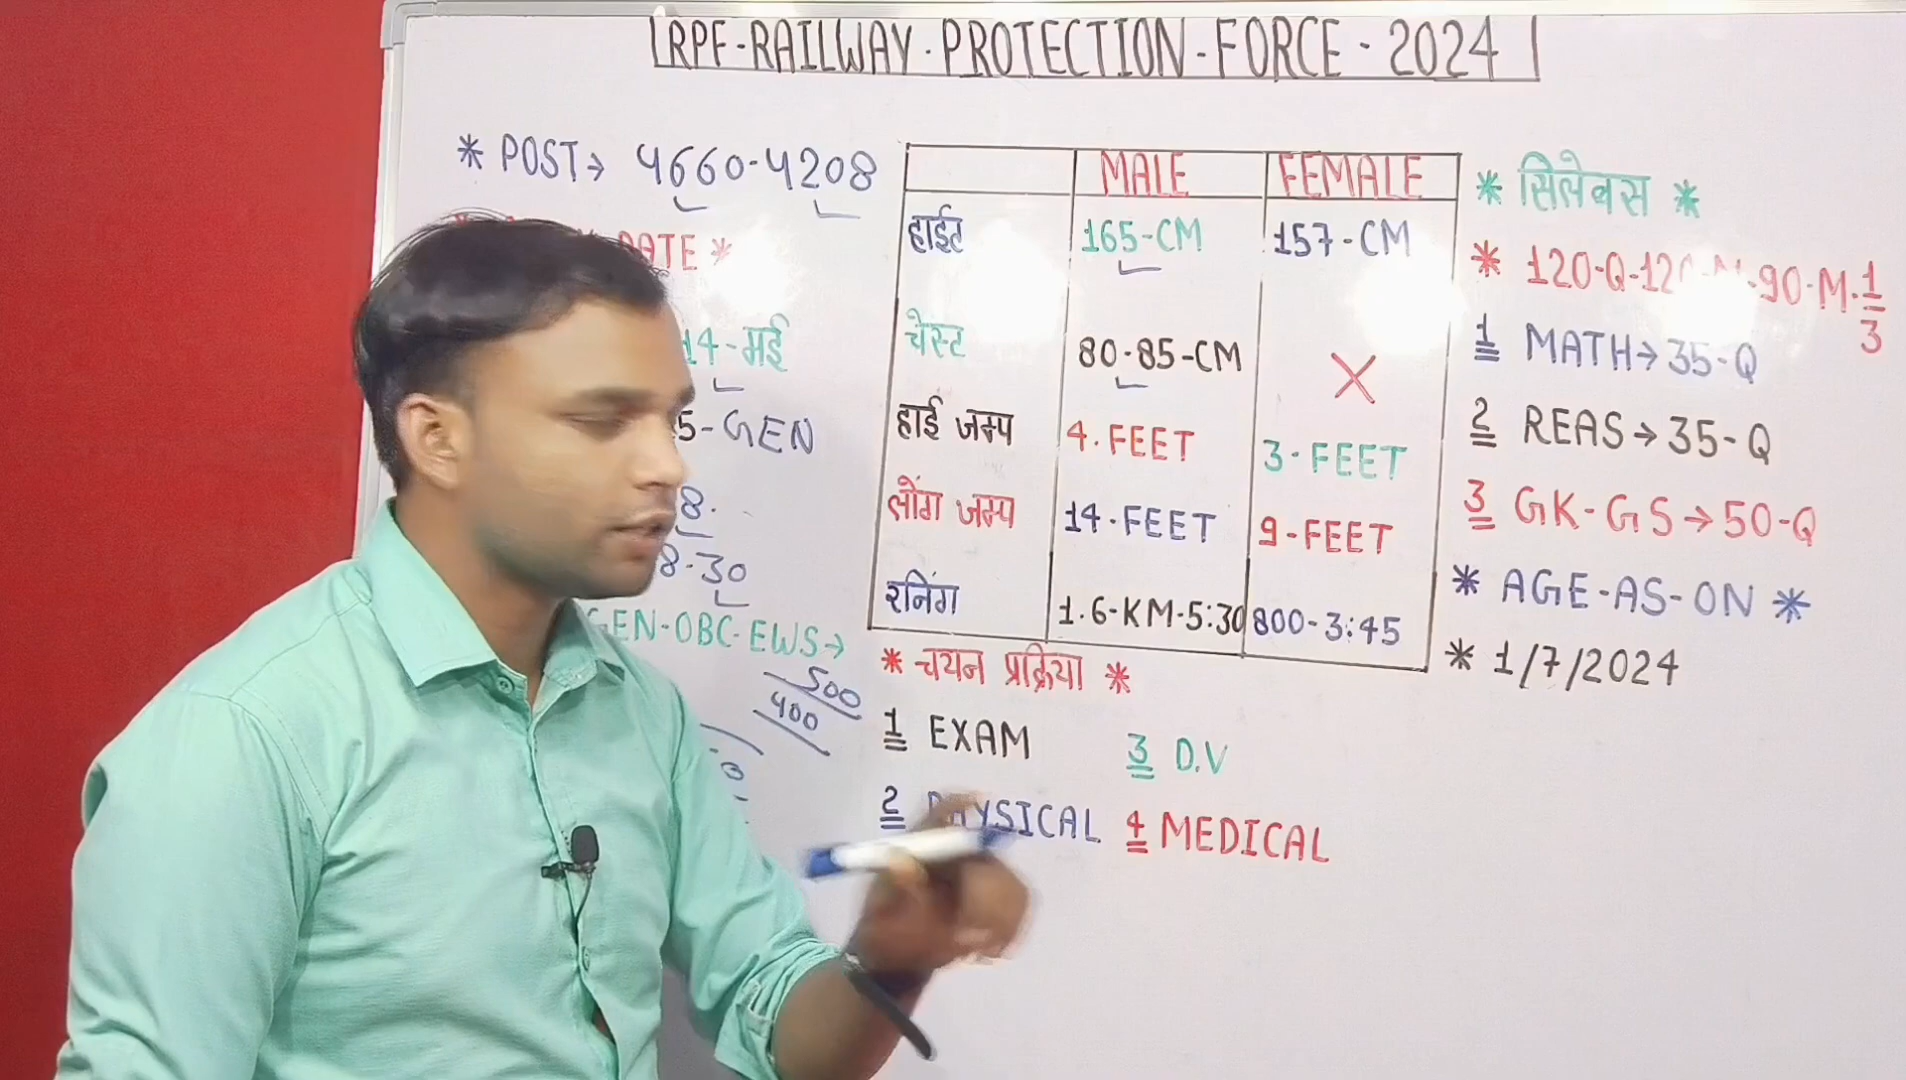 RPF-RAILWAY-PROTECTION-FORCE-2024
* POST→ 4660-4208
DATE *
14-मई
5-GEN
8.
8-30
GEN-OBC-EWS→
500
400
MALE FEMALE
हाईट 165-CM 157-CM
चेस्ट 80-85-CM X
हाई जम्प 4.FEET 3-FEET
लोंग जम्प 14-FEET 9-FEET
रनिंग 1.6-KM-5:30 800-3:45
* चयन प्रक्रिया *
1 EXAM 3 D.V
2 PHYSICAL 4 MEDICAL
* सिलेबस *
* 120-Q-120-M-90-M.1/3
1 MATH→35-Q
2 REAS→35-Q
3 GK-GS→50-Q
* AGE-AS-ON *
* 1/7/2024